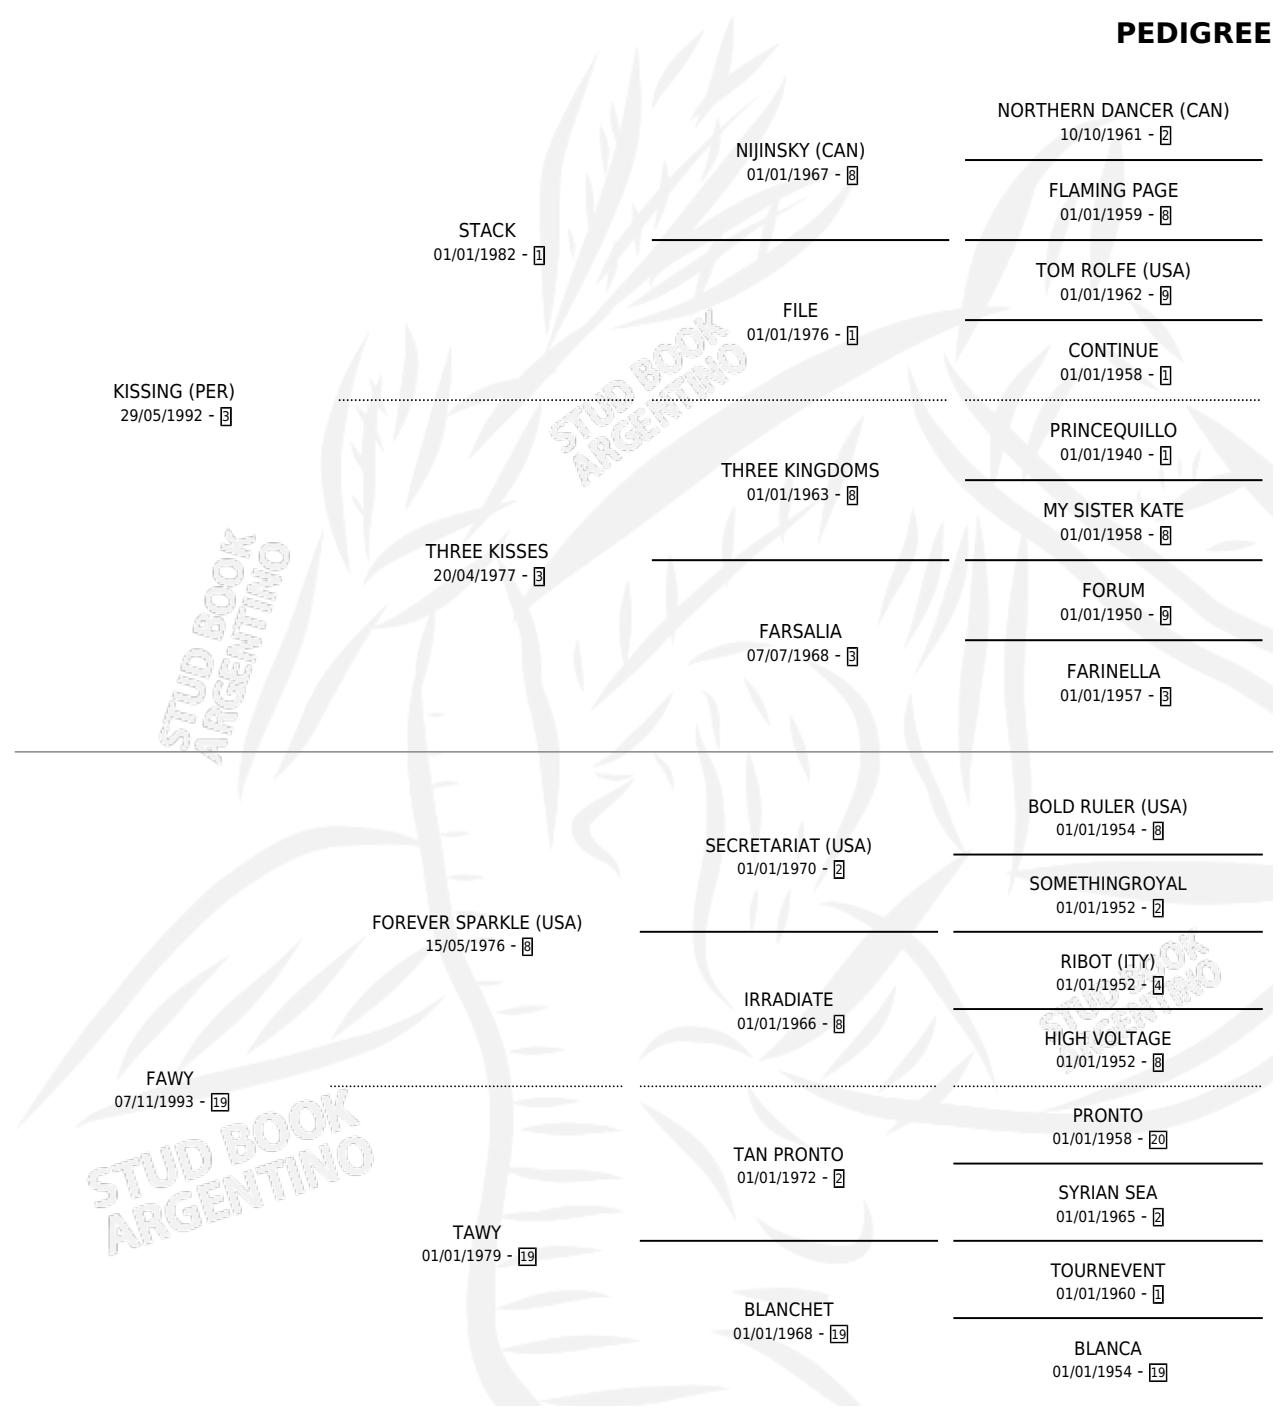 PEDIGREE
NORTHERN DANCER (CAN)
10/10/1961 - 2
NIJINSKY (CAN)
01/01/1967 - 8
FLAMING PAGE
01/01/1959 - 8
STACK
01/01/1982 - 1
TOM ROLFE (USA)
01/01/1962 - 9
FILE
01/01/1976 - 1
CONTINUE
01/01/1958 - 1
KISSING (PER)
29/05/1992 - 3
PRINCEQUILLO
01/01/1940 - 1
THREE KINGDOMS
01/01/1963 - 8
MY SISTER KATE
01/01/1958 - 8
THREE KISSES
20/04/1977 - 3
FORUM
01/01/1950 - 9
FARSALIA
07/07/1968 - 3
FARINELLA
01/01/1957 - 3
STUD BOOK
ARGENTINO
STUD BOOK
ARGENTINO
BOLD RULER (USA)
01/01/1954 - 8
SECRETARIAT (USA)
01/01/1970 - 2
SOMETHINGROYAL
01/01/1952 - 2
FOREVER SPARKLE (USA)
15/05/1976 - 8
RIBOT (ITY)
01/01/1952 - 4
IRRADIATE
01/01/1966 - 8
HIGH VOLTAGE
01/01/1952 - 8
STUD BOOK
ARGENTINO
FAWY
07/11/1993 - 19
PRONTO
01/01/1958 - 20
TAN PRONTO
01/01/1972 - 2
SYRIAN SEA
01/01/1965 - 2
STUD BOOK
ARGENTINO
TAWY
01/01/1979 - 19
TOURNEVENT
01/01/1960 - 1
BLANCHET
01/01/1968 - 19
BLANCA
01/01/1954 - 19